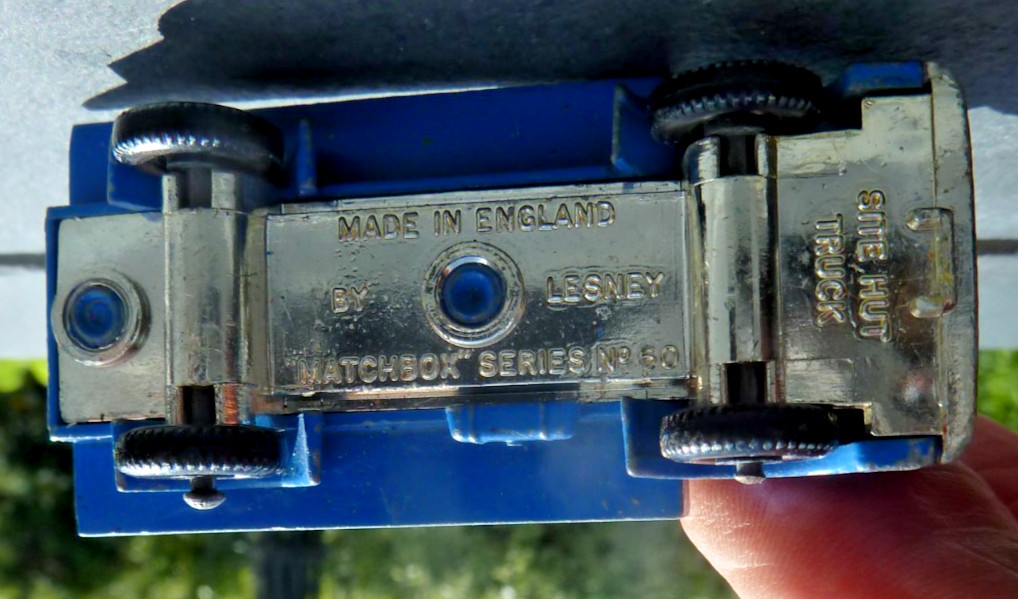 MADE IN ENGLAND
BY LESNEY
"MATCHBOX" SERIES Nº 60
SITE HUT
TRUCK